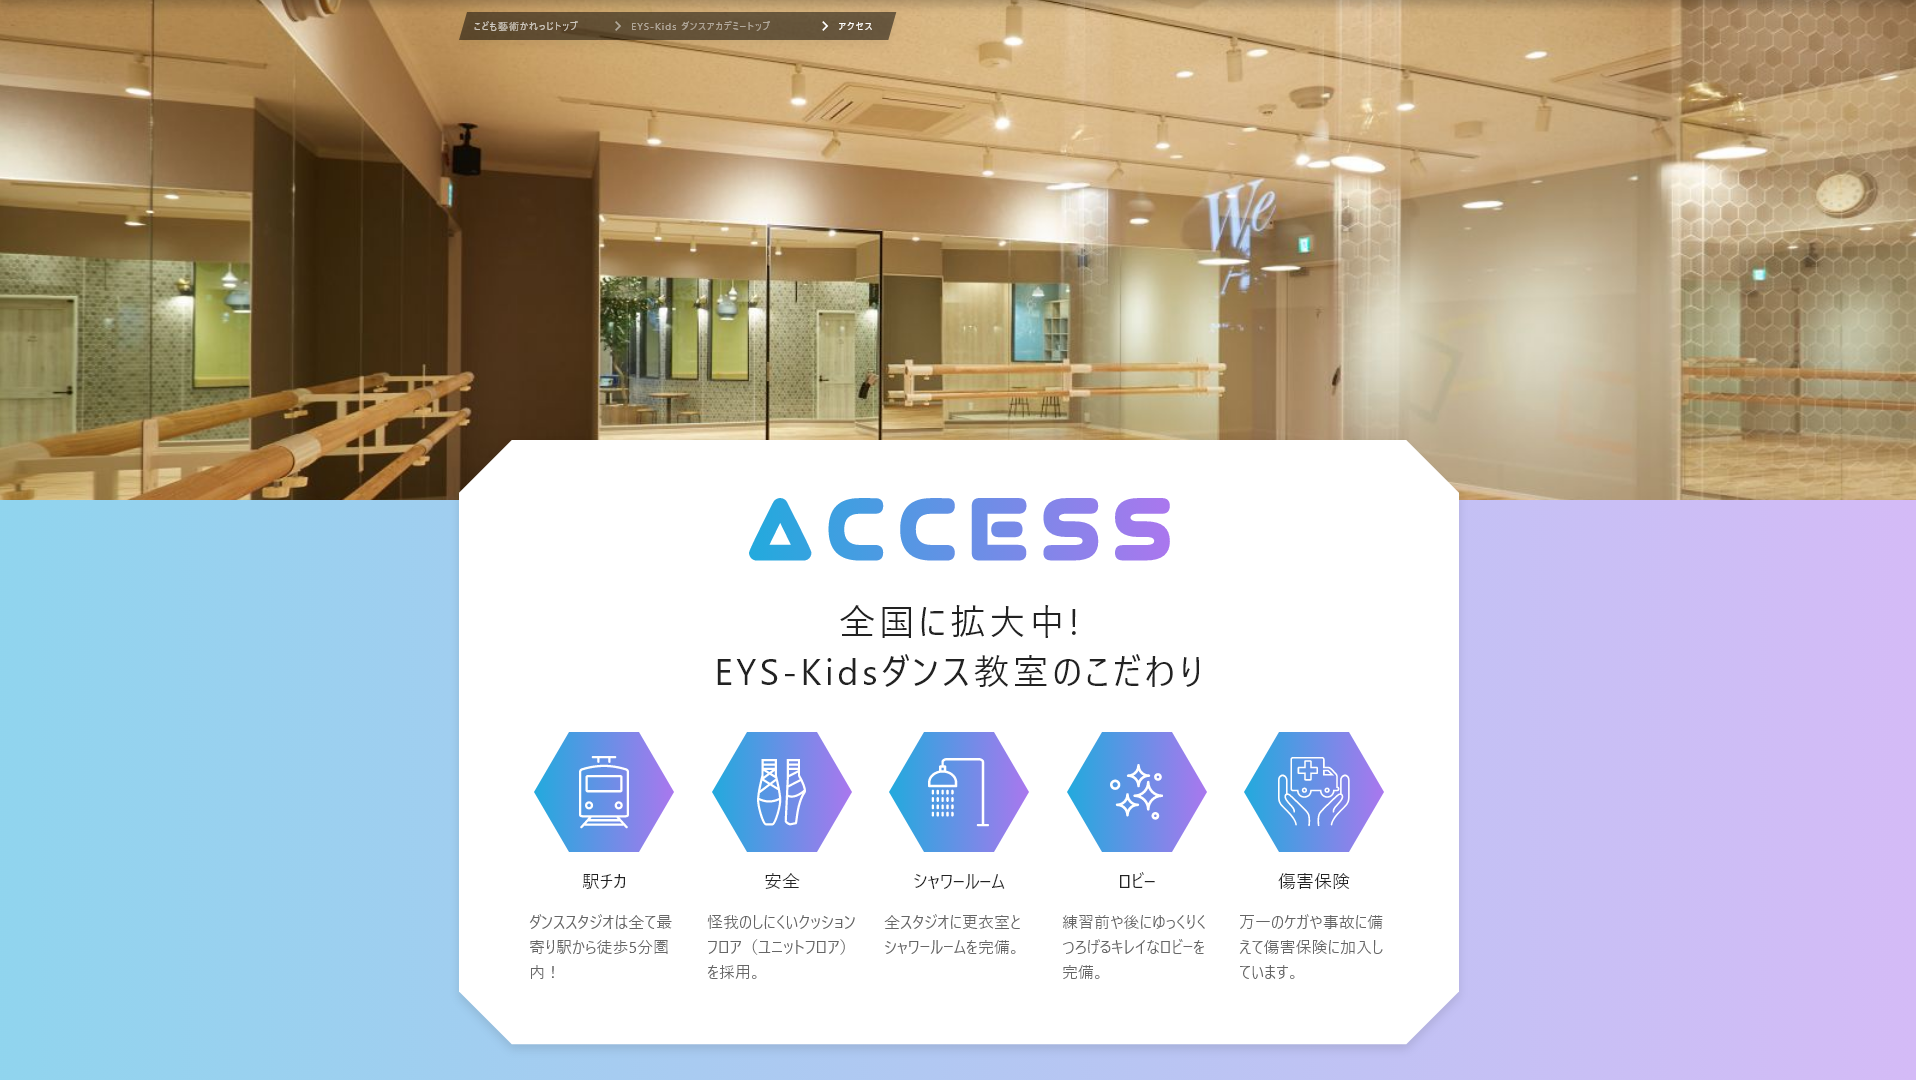 こども藝術かれっじトップ
EYS-Kids ダンスアカデミートップ
アクセス
We
ACCESS
全国に拡大中!
EYS-Kidsダンス教室のこだわり
駅チカ
ダンススタジオは全て最
寄り駅から徒歩5分圏
内！
安全
怪我のしにくいクッション
フロア（ユニットフロア）
を採用。
シャワールーム
全スタジオに更衣室と
シャワールームを完備。
ロビー
練習前や後にゆっくりく
つろげるキレイなロビーを
完備。
傷害保険
万一のケガや事故に備
えて傷害保険に加入し
ています。